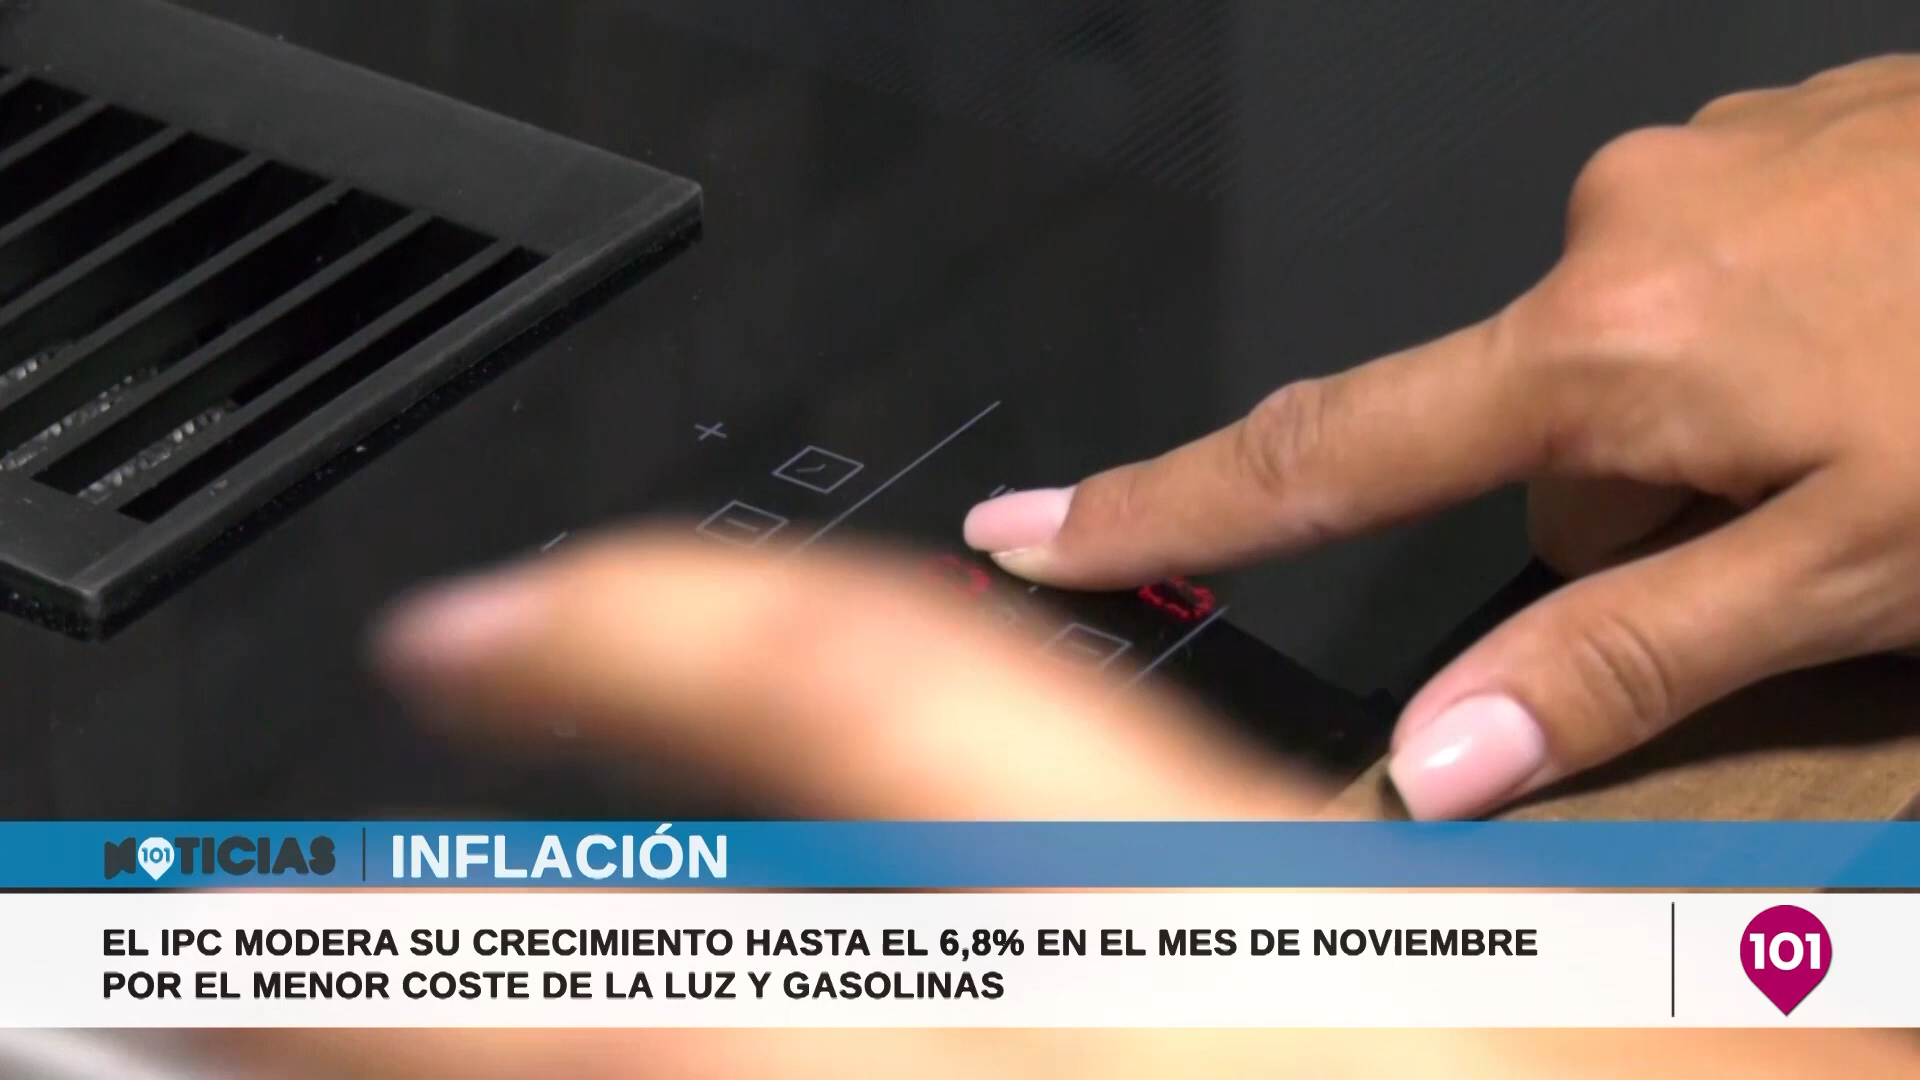 NOTICIAS
101
INFLACIÓN
EL IPC MODERA SU CRECIMIENTO HASTA EL 6,8% EN EL MES DE NOVIEMBRE
POR EL MENOR COSTE DE LA LUZ Y GASOLINAS
101